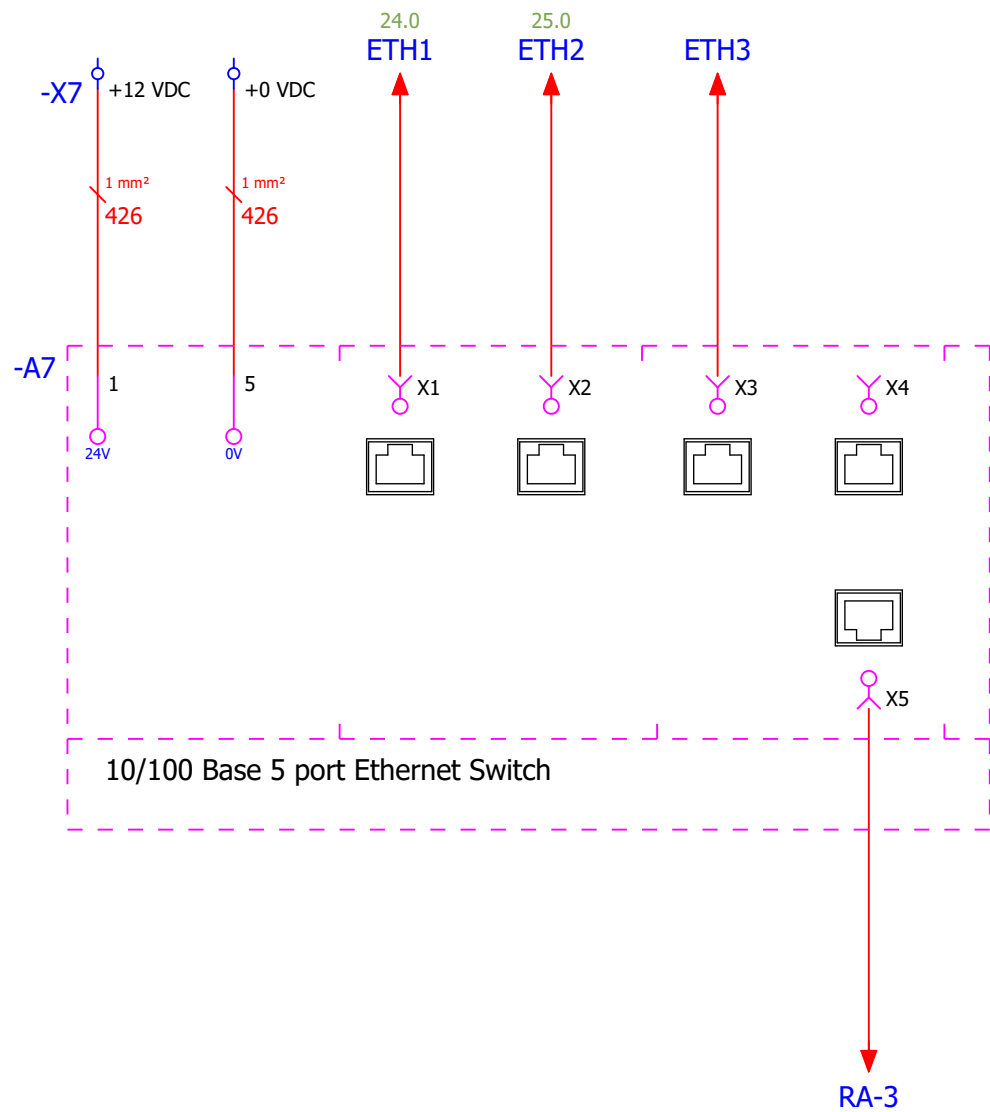 24.0
25.0
ETH1
ETH2
ETH3
-X7
+12 VDC
+0 VDC
1 mm²
1 mm²
426
426
-A7
1
5
X1
X2
X3
X4
24V
0V
X5
10/100 Base 5 port Ethernet Switch
RA-3